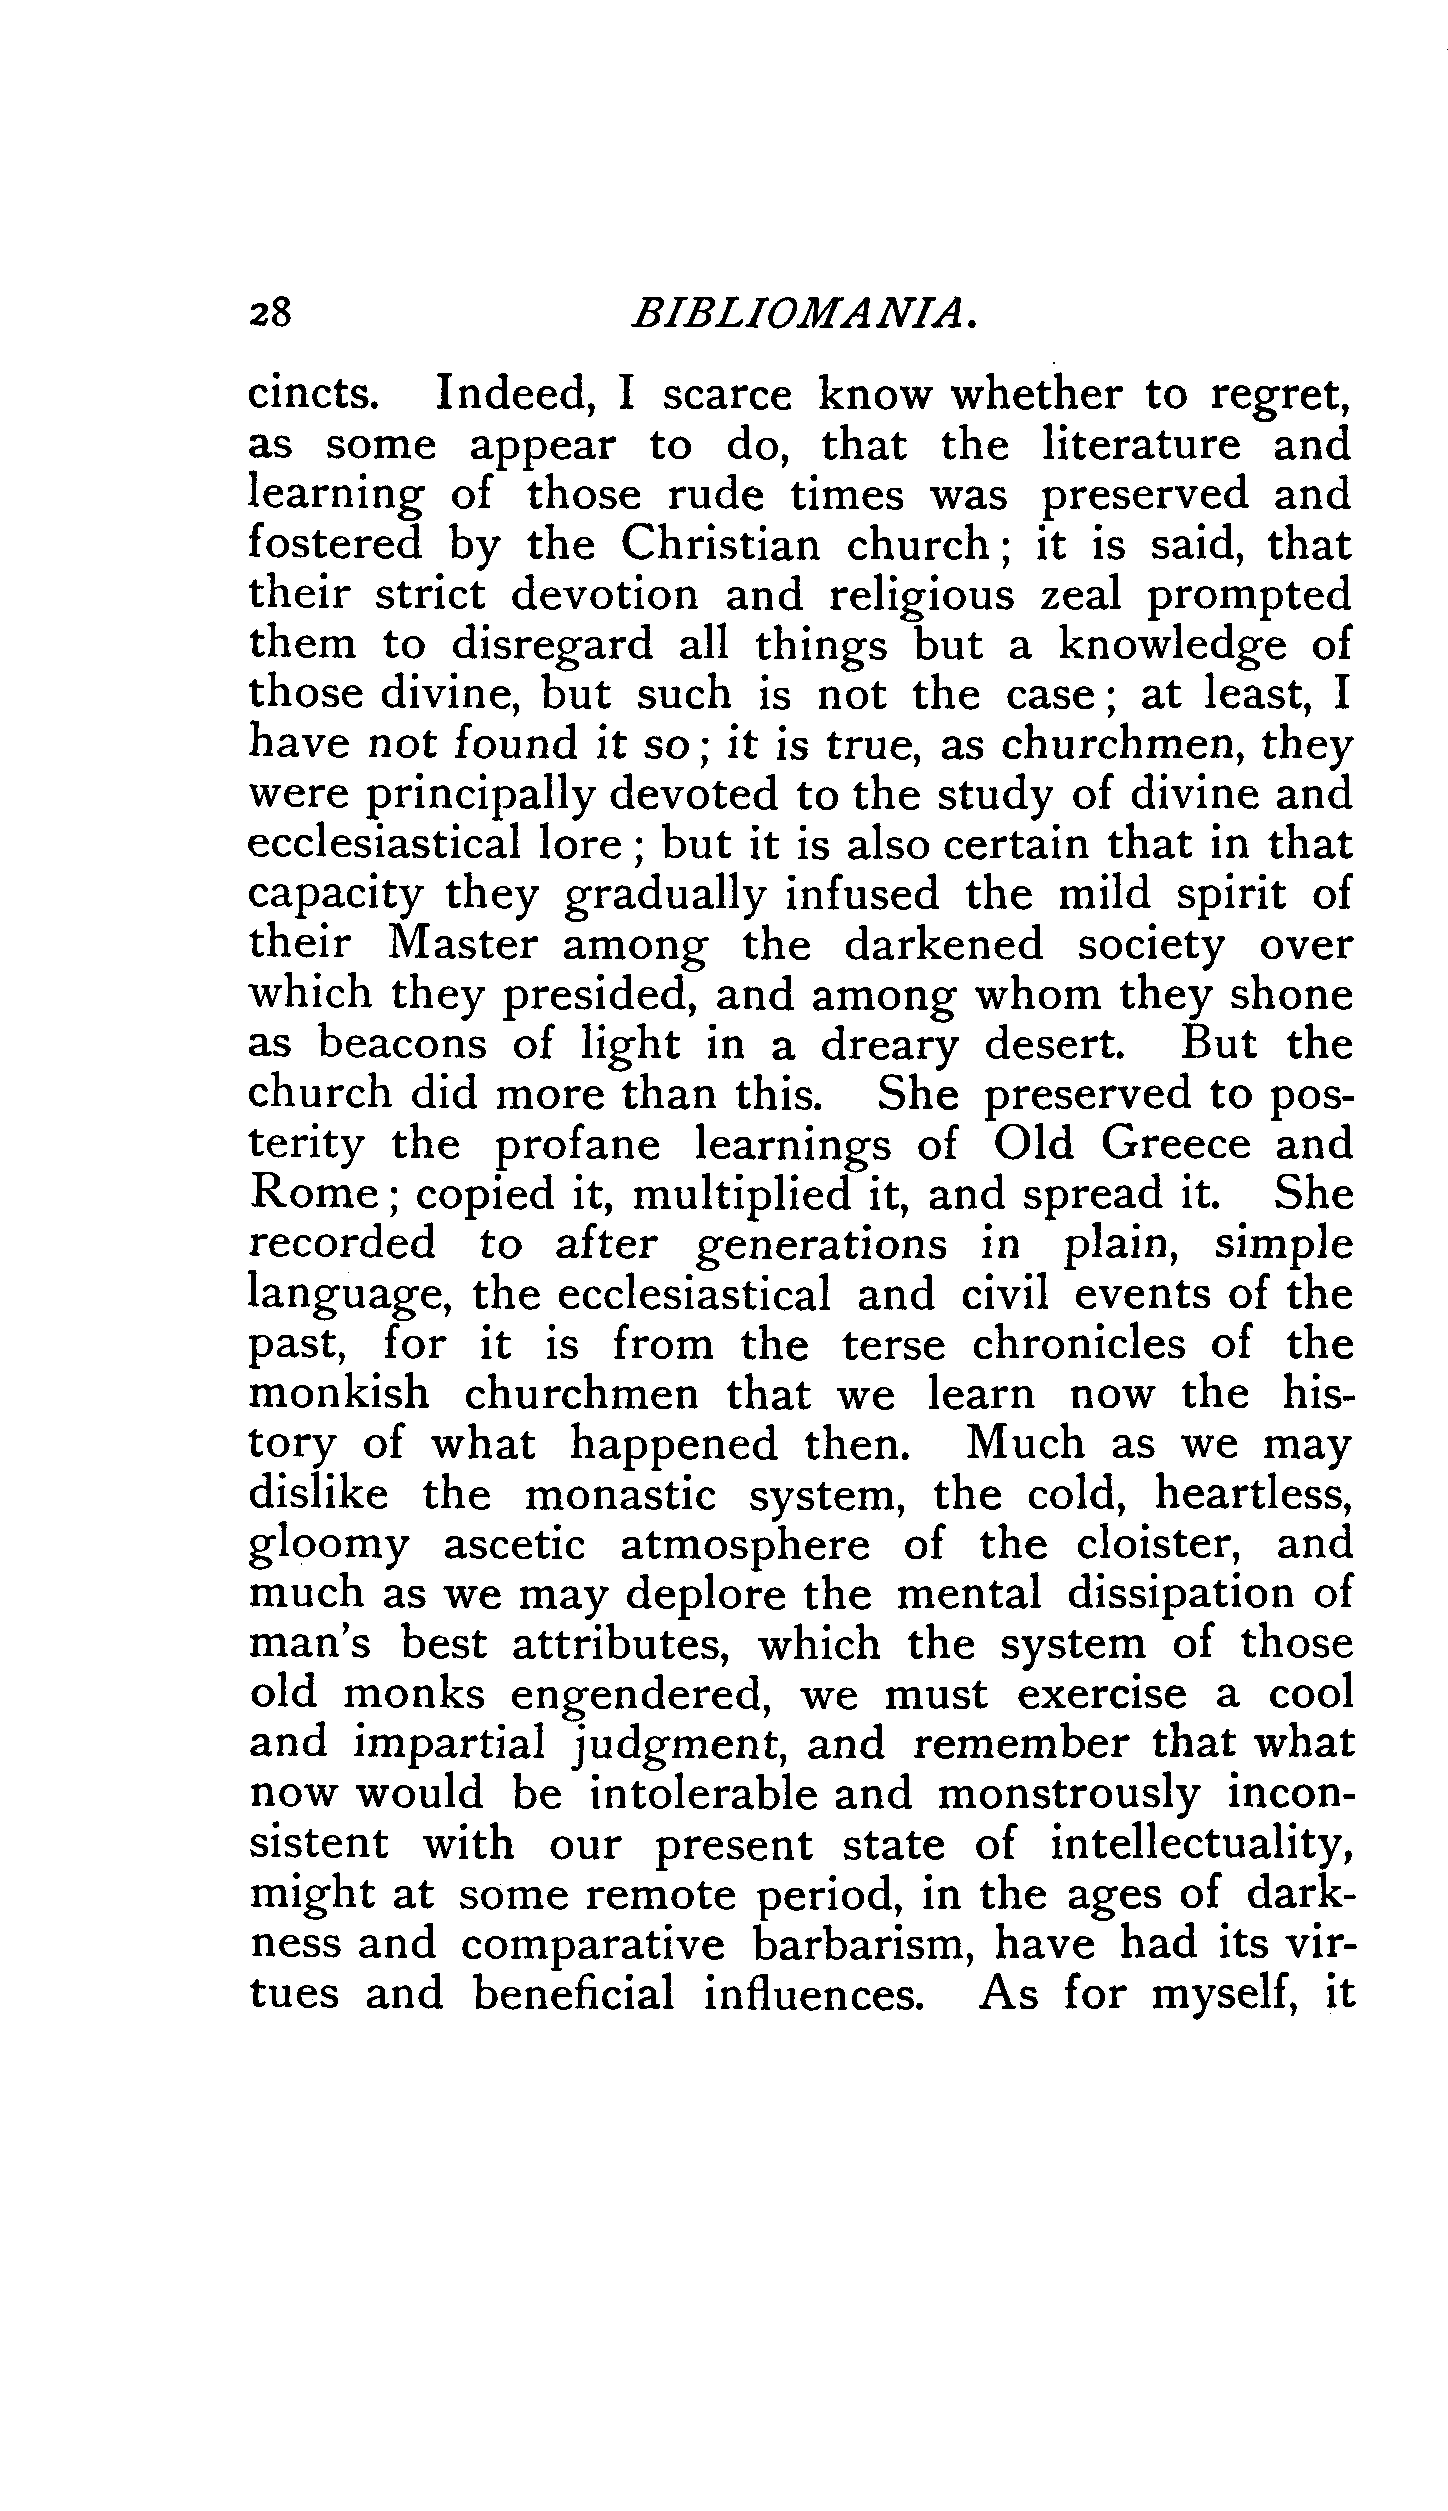 28 BIBLIOMANIA.
cincts. Indeed, I scarce know whether to regret,
as some appear to do, that the literature and
learning of those rude times was preserved and
fostered by the Christian church; it is said, that
their strict devotion and religious zeal prompted
them to disregard all things but a knowledge of
those divine, but such is not the case; at least, I
have not found it so; it is true, as churchmen, they
were principally devoted to the study of divine and
ecclesiastical lore; but it is also certain that in that
capacity they gradually infused the mild spirit of
their Master among the darkened society over
which they presided, and among whom they shone
as beacons of light in a dreary desert. But the
church did more than this. She preserved to pos-
terity the profane learnings of Old Greece and
Rome; copied it, multiplied it, and spread it. She
recorded to after generations in plain, simple
language, the ecclesiastical and civil events of the
past, for it is from the terse chronicles of the
monkish churchmen that we learn now the his-
tory of what happened then. Much as we may
dislike the monastic system, the cold, heartless,
gloomy ascetic atmosphere of the cloister, and
much as we may deplore the mental dissipation of
man's best attributes, which the system of those
old monks engendered, we must exercise a cool
and impartial judgment, and remember that what
now would be intolerable and monstrously incon-
sistent with our present state of intellectuality,
might at some remote period, in the ages of dark-
ness and comparative barbarism, have had its vir-
tues and beneficial influences. As for myself, it